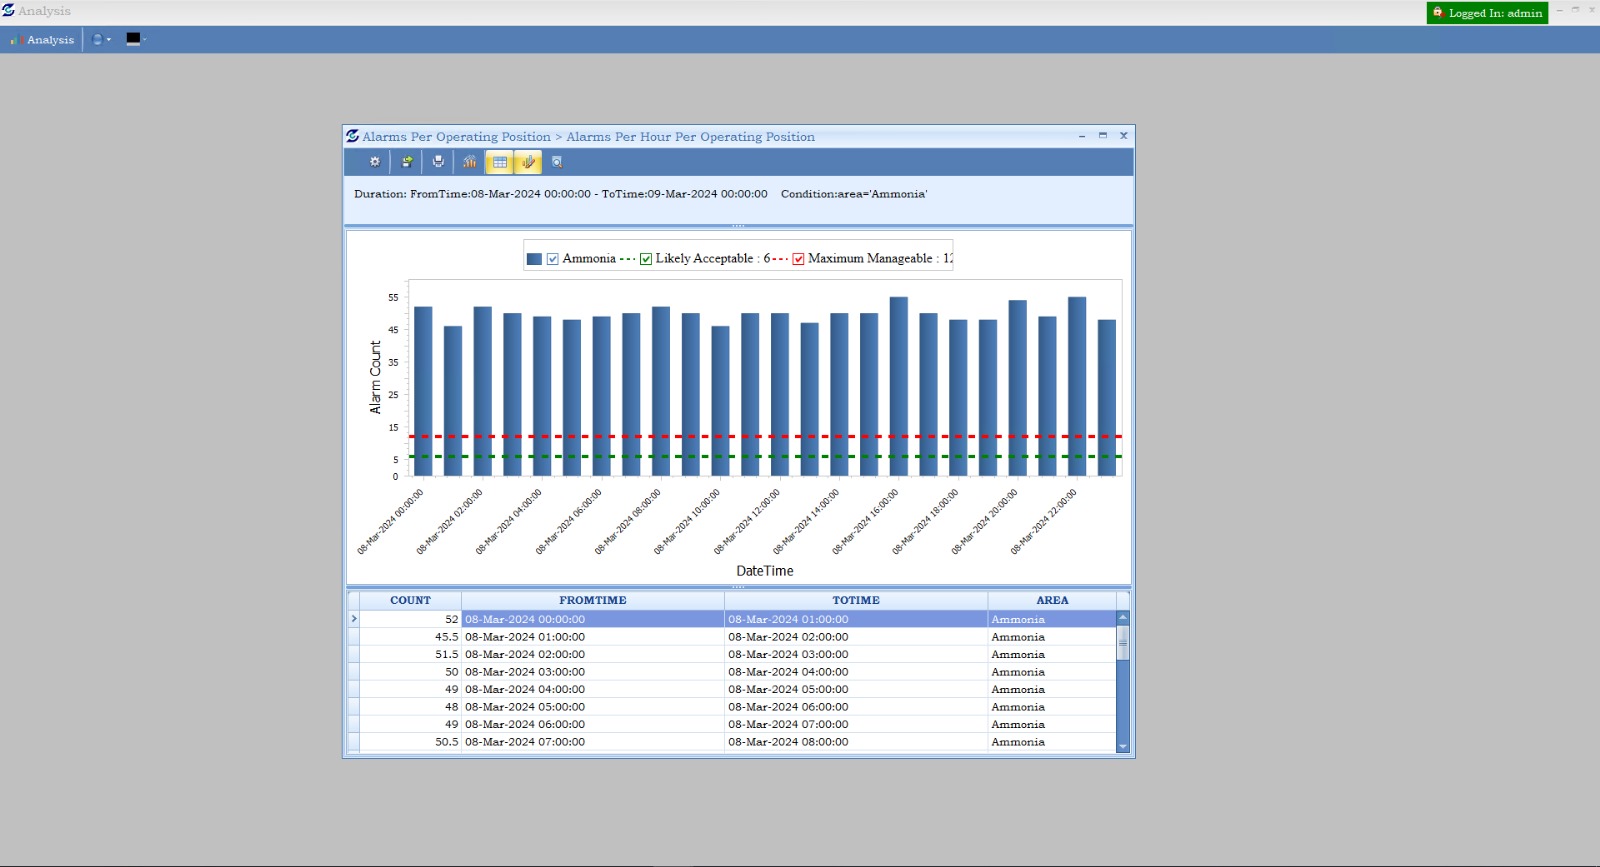 Analysis
Logged In: admin
Analysis
Alarms Per Operating Position > Alarms Per Hour Per Operating Position
Duration: FromTime:08-Mar-2024 00:00:00 - ToTime:09-Mar-2024 00:00:00 Condition:area='Ammonia'
Ammonia Likely Acceptable : 6 Maximum Manageable : 12
55
45
35
25
15
5
0
Alarm Count
08-Mar-2024 00:00:00
08-Mar-2024 02:00:00
08-Mar-2024 04:00:00
08-Mar-2024 06:00:00
08-Mar-2024 08:00:00
08-Mar-2024 10:00:00
08-Mar-2024 12:00:00
08-Mar-2024 14:00:00
08-Mar-2024 16:00:00
08-Mar-2024 18:00:00
08-Mar-2024 20:00:00
08-Mar-2024 22:00:00
DateTime
COUNT FROMTIME TOTIME AREA
52 08-Mar-2024 00:00:00 08-Mar-2024 01:00:00 Ammonia
45.5 08-Mar-2024 01:00:00 08-Mar-2024 02:00:00 Ammonia
51.5 08-Mar-2024 02:00:00 08-Mar-2024 03:00:00 Ammonia
50 08-Mar-2024 03:00:00 08-Mar-2024 04:00:00 Ammonia
49 08-Mar-2024 04:00:00 08-Mar-2024 05:00:00 Ammonia
48 08-Mar-2024 05:00:00 08-Mar-2024 06:00:00 Ammonia
49 08-Mar-2024 06:00:00 08-Mar-2024 07:00:00 Ammonia
50.5 08-Mar-2024 07:00:00 08-Mar-2024 08:00:00 Ammonia